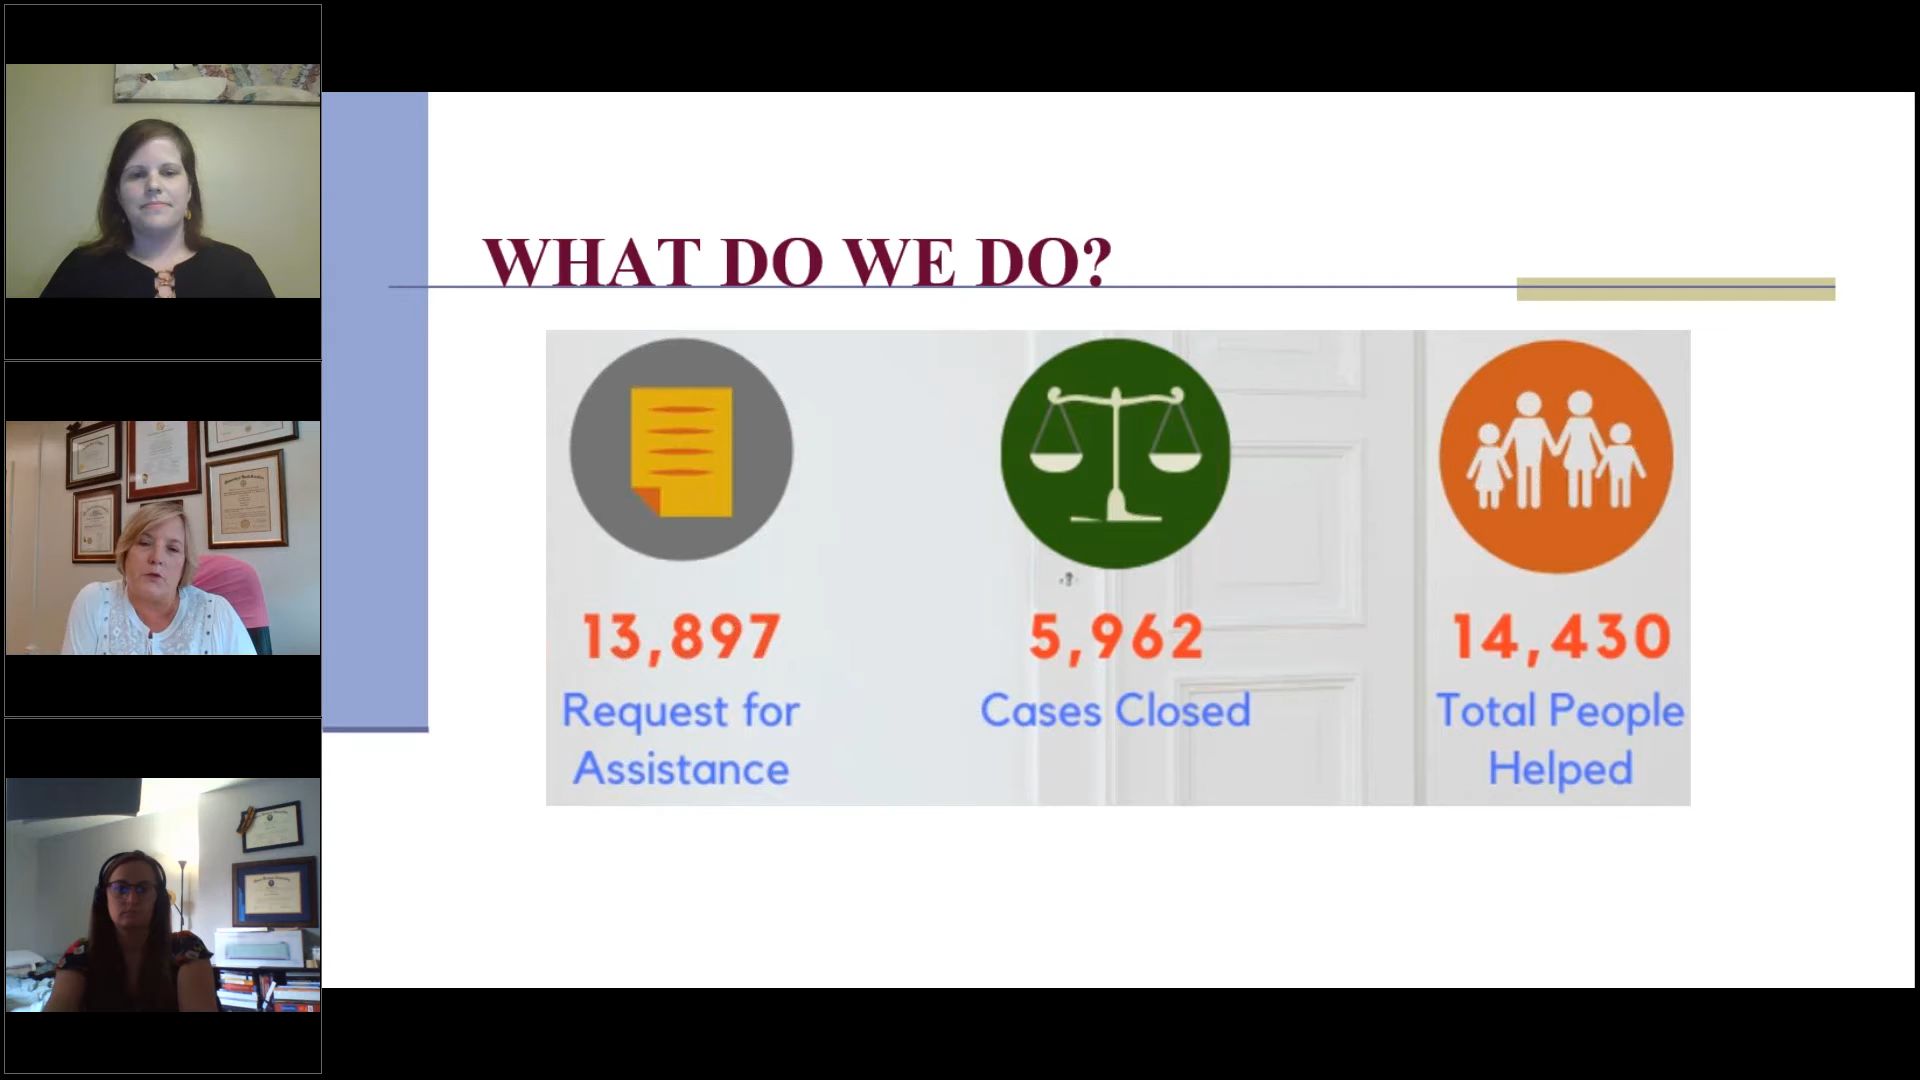 WHAT DO WE DO?
13,897
Request for
Assistance
5,962
Cases Closed
14,430
Total People
Helped